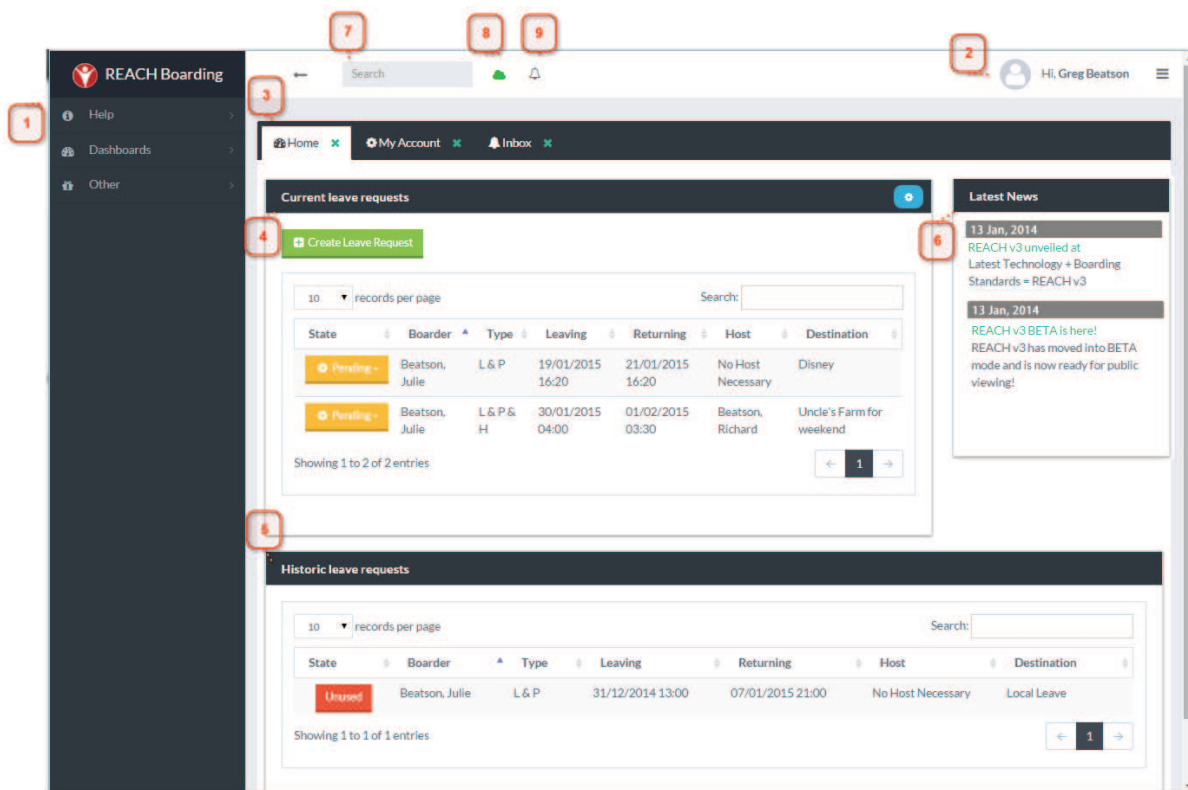 7
8
9
2
REACH Boarding
Search
Hi, Greg Beatson
3
1
Help
Dashboards
Other
Home
My Account
Inbox
Current leave requests
Latest News
4
Create Leave Request
6
13 Jan, 2014
REACH v3 unveiled at
Latest Technology + Boarding
Standards = REACH v3
13 Jan, 2014
REACH v3 BETA is here!
REACH v3 has moved into BETA
mode and is now ready for public
viewing!
10 records per page Search:
State Boarder Type Leaving Returning Host Destination
Pending Beatson, L & P 19/01/2015 21/01/2015 No Host Disney
Julie 16:20 16:20 Necessary
Pending Beatson, L & P & 30/01/2015 01/02/2015 Beatson, Uncle's Farm for
Julie H 04:00 03:30 Richard weekend
Showing 1 to 2 of 2 entries
← 1 →
5
Historic leave requests
10 records per page Search:
State Boarder Type Leaving Returning Host Destination
Unused Beatson, Julie L & P 31/12/2014 13:00 07/01/2015 21:00 No Host Necessary Local Leave
Showing 1 to 1 of 1 entries
← 1 →